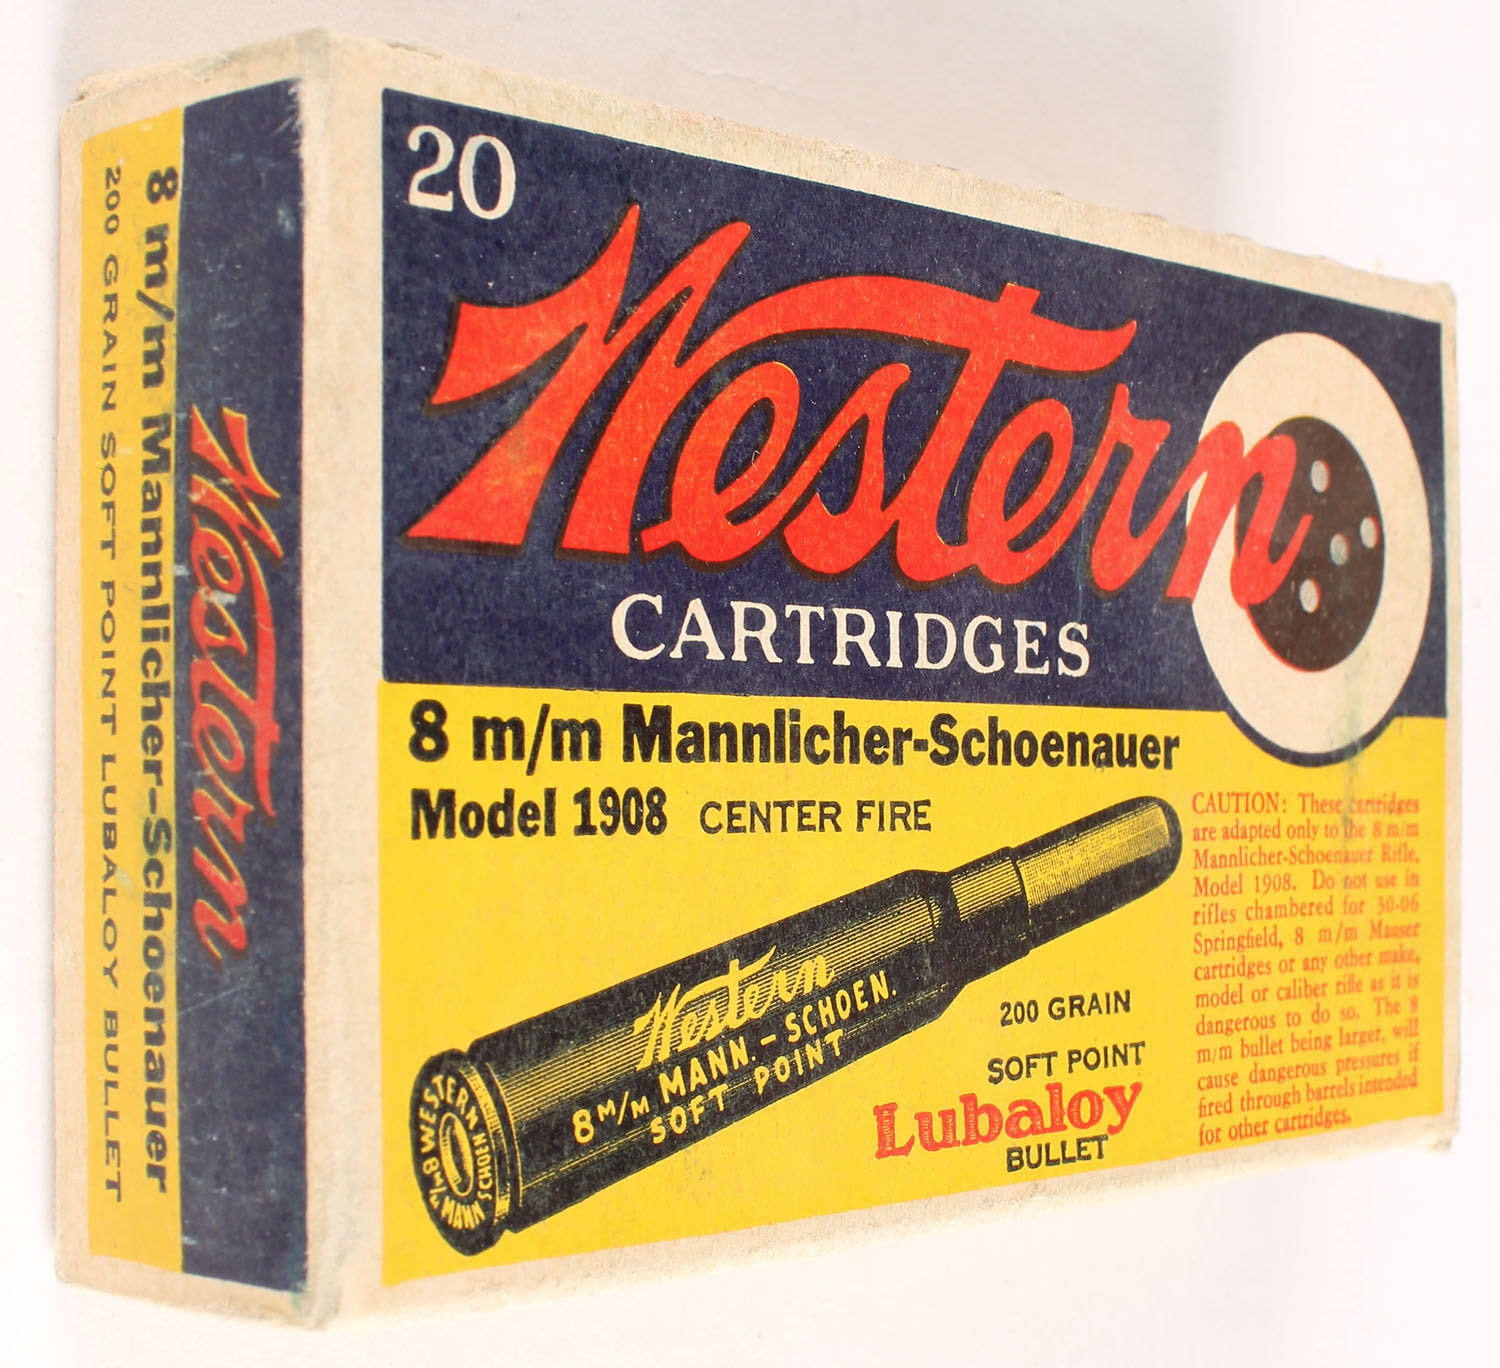 20
Western
CARTRIDGES
8 m/m Mannlicher-Schoenauer
Model 1908 CENTER FIRE
Western
8 M/M MANN.-SCHOEN.
SOFT POINT
WESTERN
8 M/M MANN SCHOEN
200 GRAIN
SOFT POINT
Lubaloy
BULLET
CAUTION: These cartridges
are adapted only to the 8 m/m
Mannlicher-Schoenauer Rifle,
Model 1908. Do not use in
rifles chambered for 30-06
Springfield, 8 m/m Mauser
cartridges or any other make,
model or caliber rifle as it is
dangerous to do so. The 8
m/m bullet being larger, will
cause dangerous pressures if
fired through barrels intended
for other cartridges.
Western
8 m/m Mannlicher-Schoenauer
200 GRAIN SOFT POINT LUBALOY BULLET